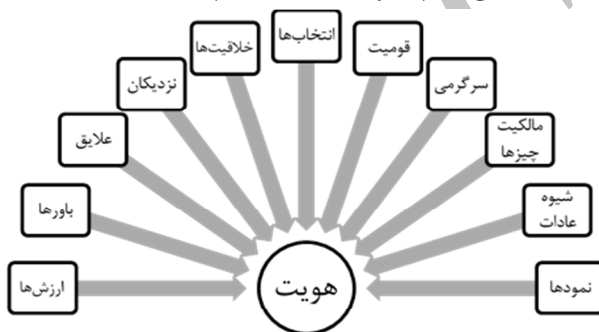 انتخاب‌ها
خلاقیت‌ها
قومیت
نزدیکان
سرگرمی
علایق
مالکیت
چیزها
باورها
شیوه
عادات
ارزش‌ها
هویت
نمودها